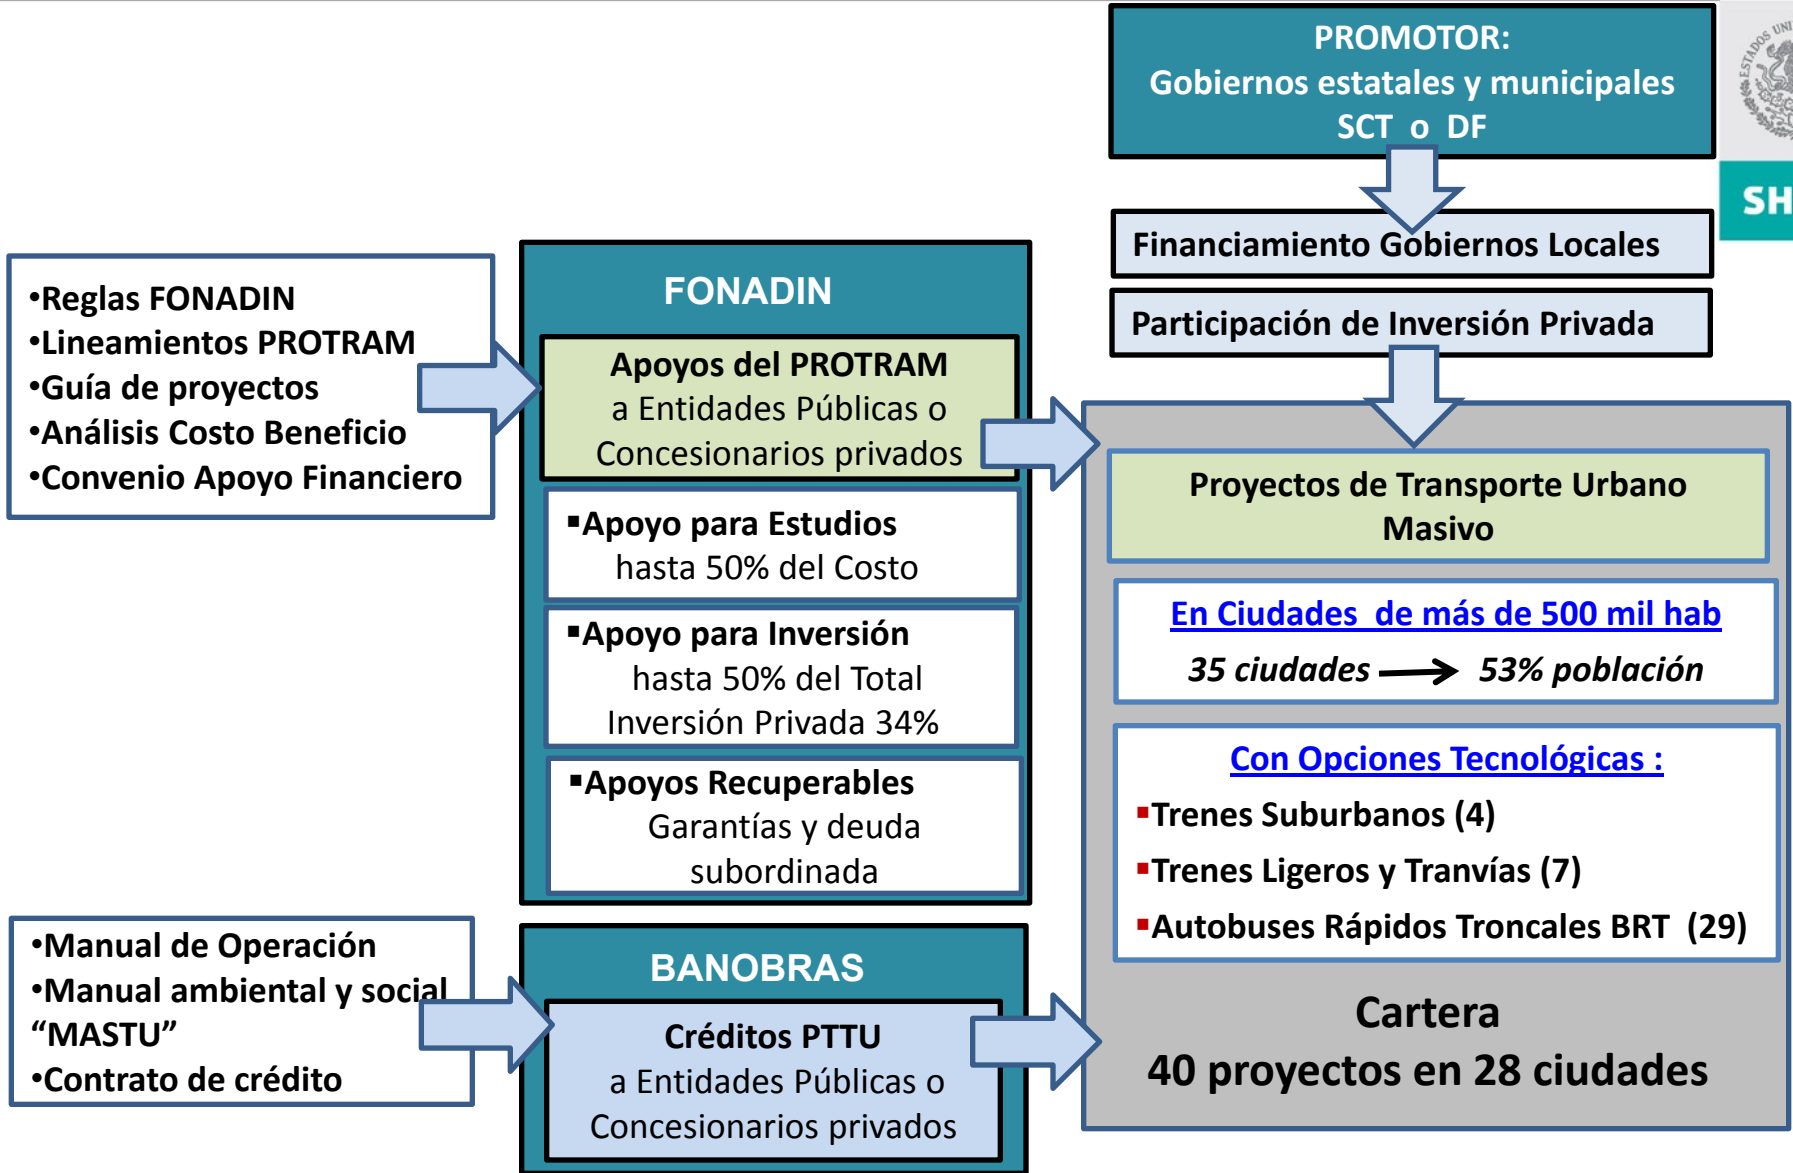 PROMOTOR:
Gobiernos estatales y municipales
SCT o DF
ESTADOS UNI
SH
Financiamiento Gobiernos Locales
Participación de Inversión Privada
•Reglas FONADIN
•Lineamientos PROTRAM
•Guía de proyectos
•Análisis Costo Beneficio
•Convenio Apoyo Financiero
FONADIN
Apoyos del PROTRAM
a Entidades Públicas o
Concesionarios privados
▪Apoyo para Estudios
hasta 50% del Costo
▪Apoyo para Inversión
hasta 50% del Total
Inversión Privada 34%
▪Apoyos Recuperables
Garantías y deuda
subordinada
•Manual de Operación
•Manual ambiental y social
“MASTU”
•Contrato de crédito
BANOBRAS
Créditos PTTU
a Entidades Públicas o
Concesionarios privados
Proyectos de Transporte Urbano
Masivo
En Ciudades de más de 500 mil hab
35 ciudades → 53% población
Con Opciones Tecnológicas :
▪Trenes Suburbanos (4)
▪Trenes Ligeros y Tranvías (7)
▪Autobuses Rápidos Troncales BRT (29)
Cartera
40 proyectos en 28 ciudades